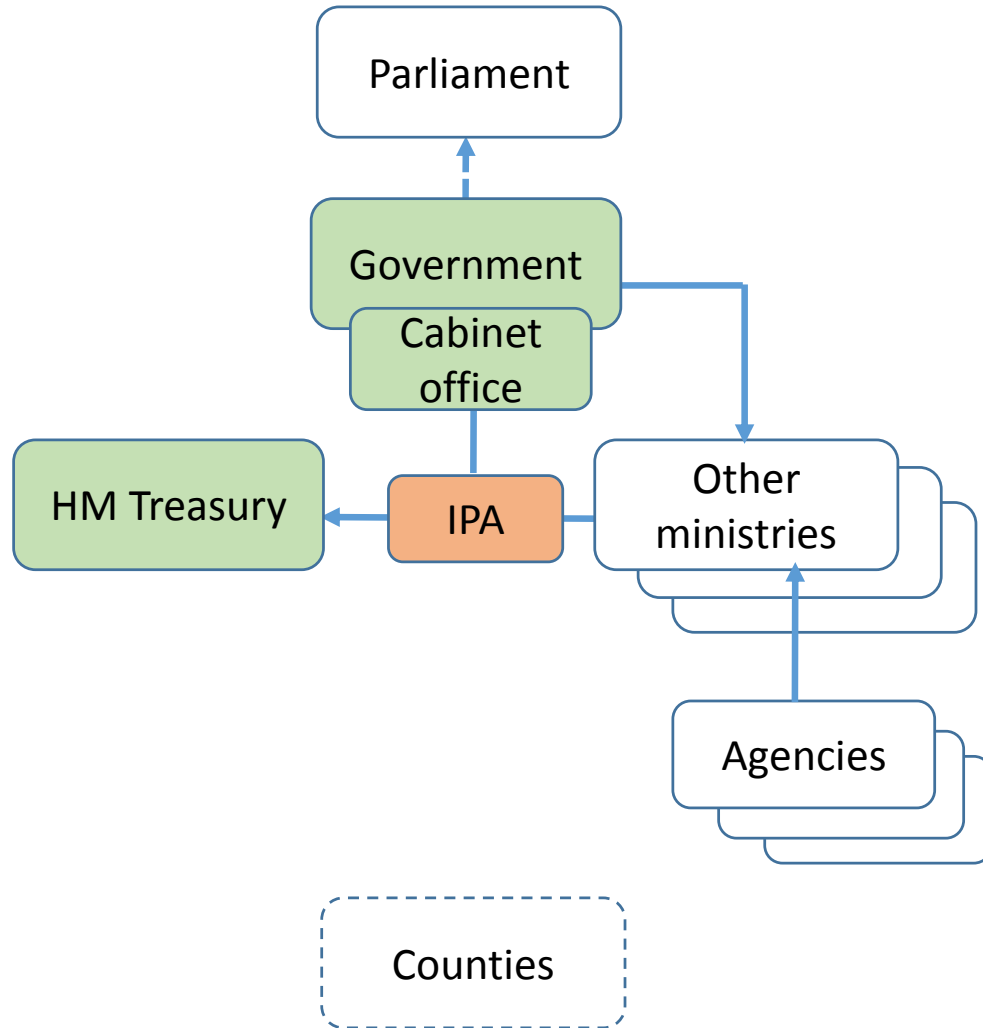 Parliament
Government
Cabinet
office
HM Treasury
IPA
Other
ministries
Agencies
Counties